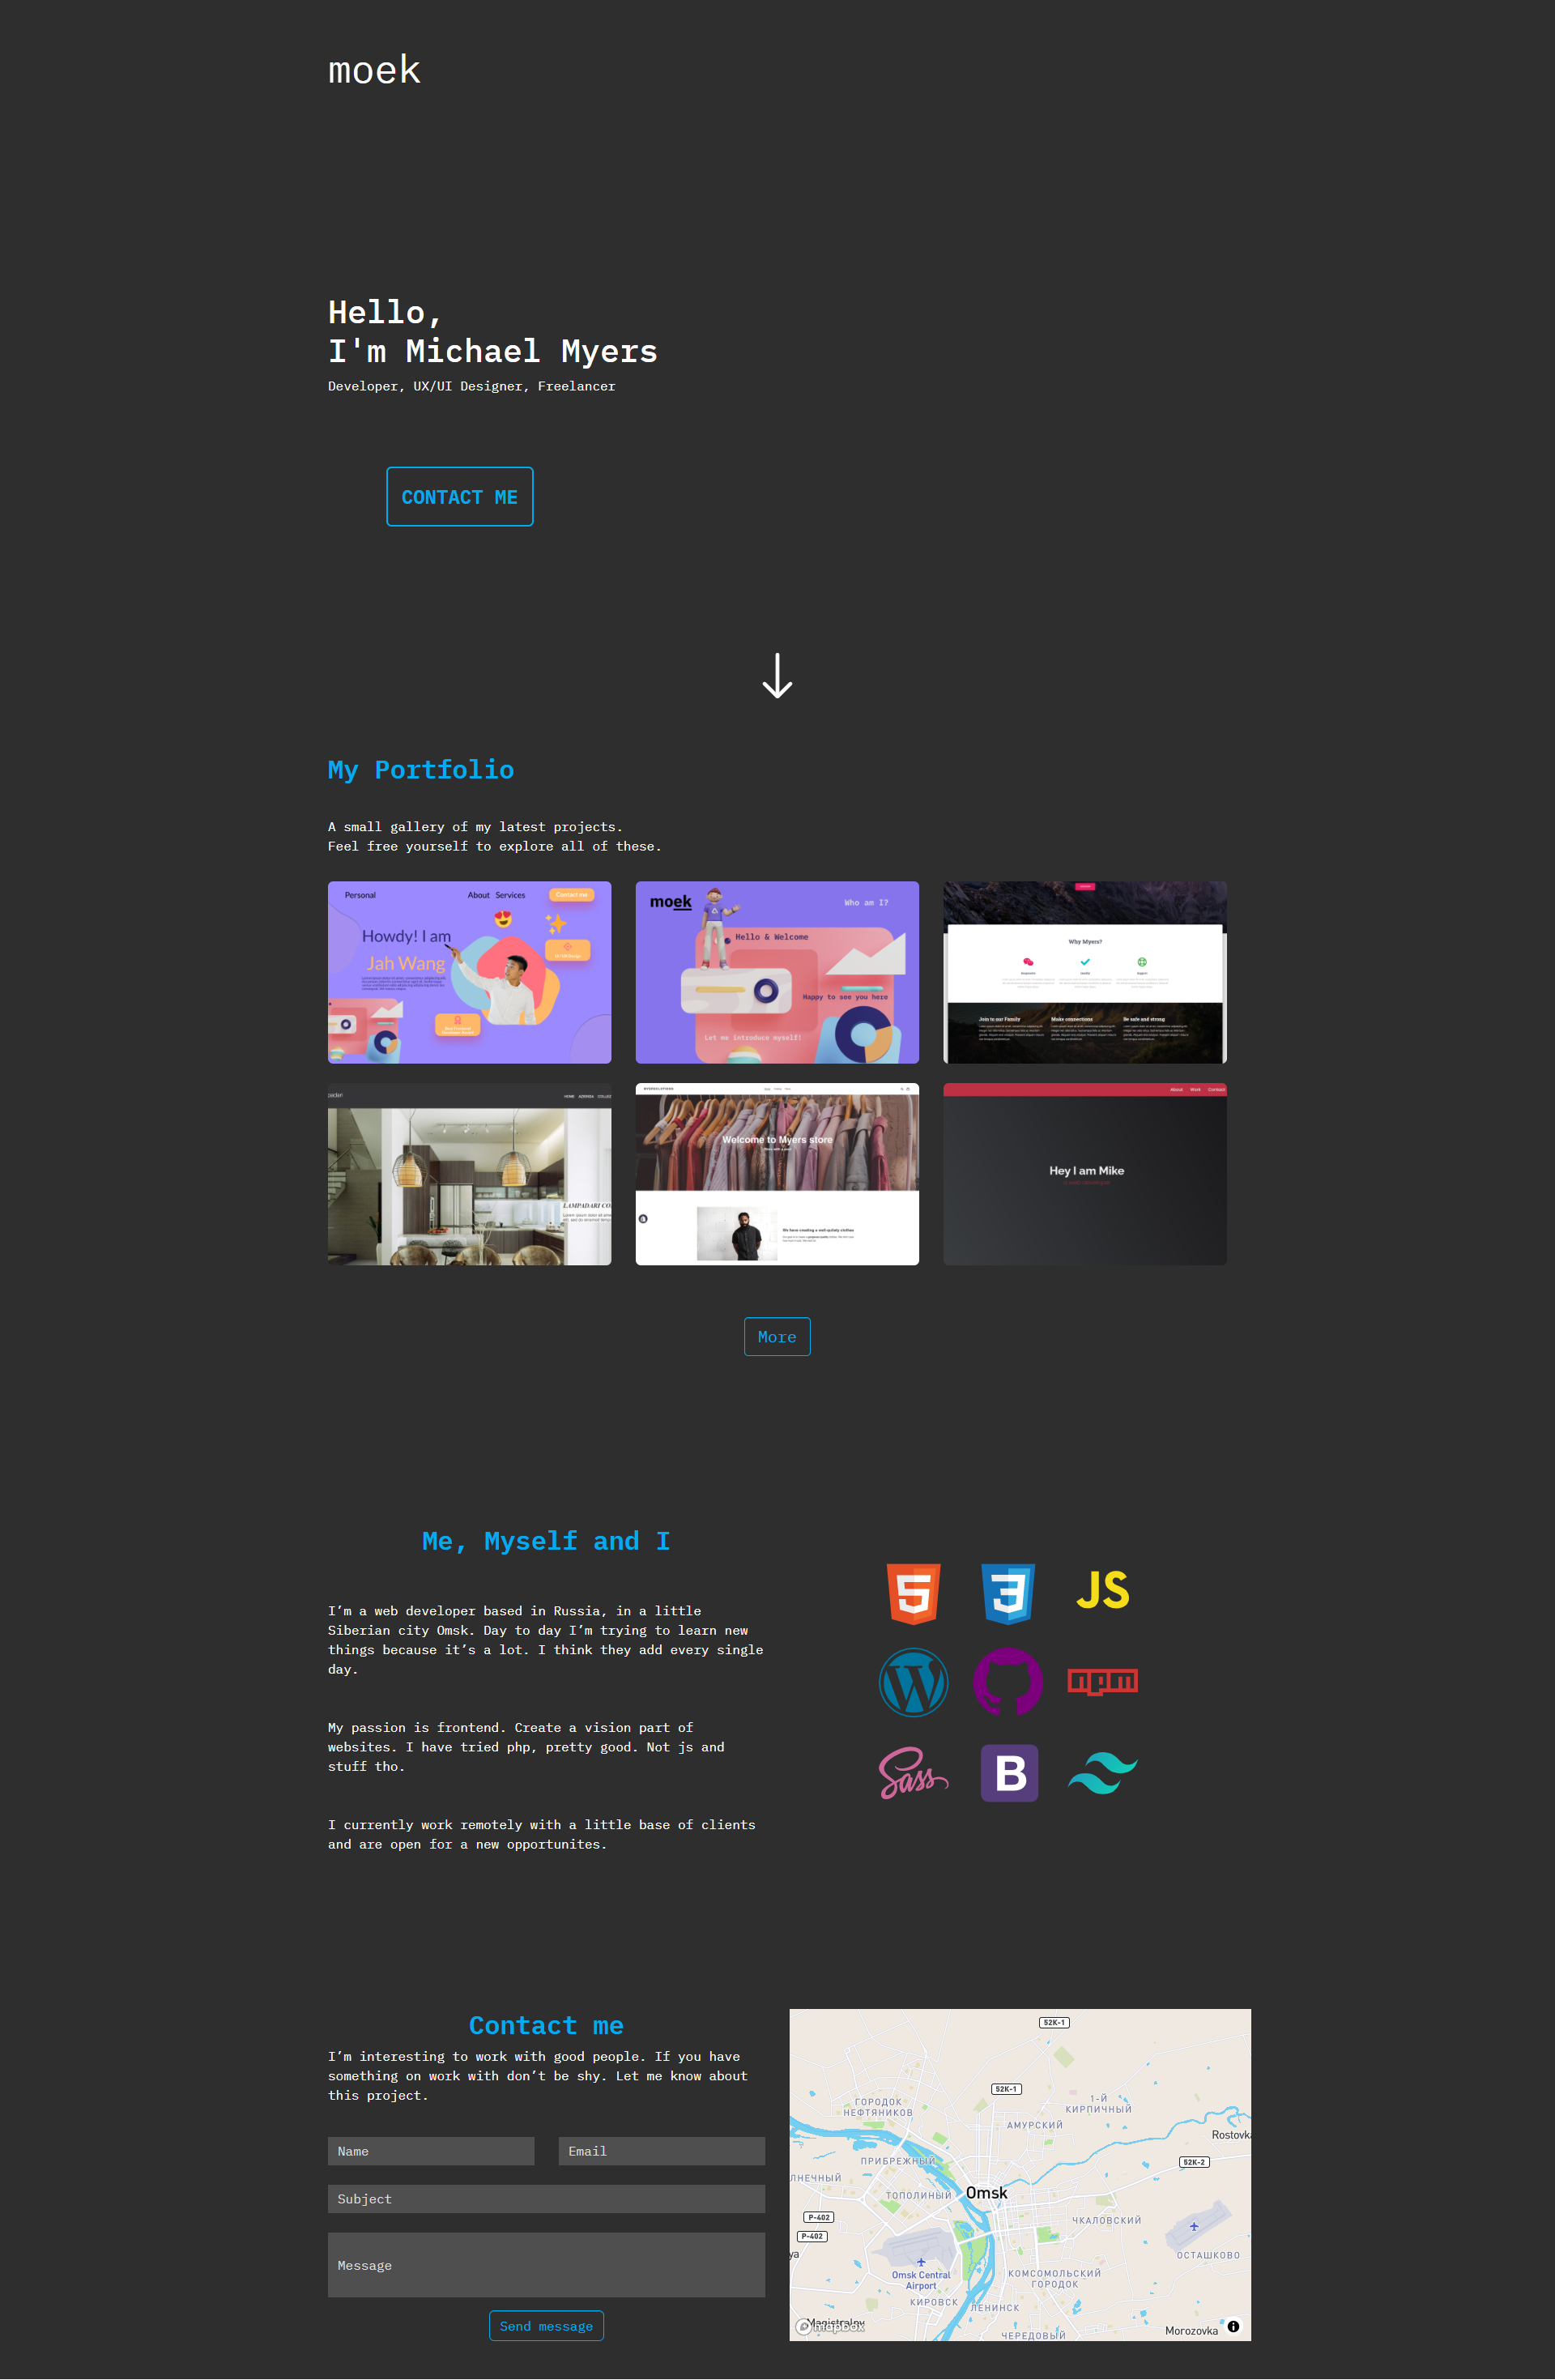 moek
Hello,
I'm Michael Myers
Developer, UX/UI Designer, Freelancer
CONTACT ME
My Portfolio
A small gallery of my latest projects.
Feel free yourself to explore all of these.
Personal
About Services
Contact me
Howdy! I am
Jah Wang
moek
Who am I?
Hello & Welcome
Happy to see you here
Let me introduce myself!
Why Myers?
Join to our Family
Make connections
Be safe and strong
HOME AZIENDA
LAMPADARI
Welcome to Myers store
About Work Contact
Hey I am Mike
More
Me, Myself and I
I’m a web developer based in Russia, in a little
Siberian city Omsk. Day to day I’m trying to learn new
things because it’s a lot. I think they add every single
day.
My passion is frontend. Create a vision part of
websites. I have tried php, pretty good. Not js and
stuff tho.
I currently work remotely with a little base of clients
and are open for a new opportunites.
5
3
JS
W
npm
Sass
B
Contact me
I’m interesting to work with good people. If you have
something on work with don’t be shy. Let me know about
this project.
Name
Email
Subject
Message
Send message
52K-1
52K-1
1-Й
КИРПИЧНЫЙ
ГОРОДОК
НЕФТЯНИКОВ
АМУРСКИЙ
Rostovka
ПРИБРЕЖНЫЙ
52K-2
ЛНЕЧНЫЙ
ТОПОЛИНЫЙ
Omsk
P-402
ЧКАЛОВСКИЙ
P-402
ya
ОСТАШКОВО
Omsk Central
Airport
КОМСОМОЛЬСКИЙ
ГОРОДОК
КИРОВСК
ЛЕНИНСК
Magistralny
mapbox
ЧЕРЕДОВЫЙ
Morozovka